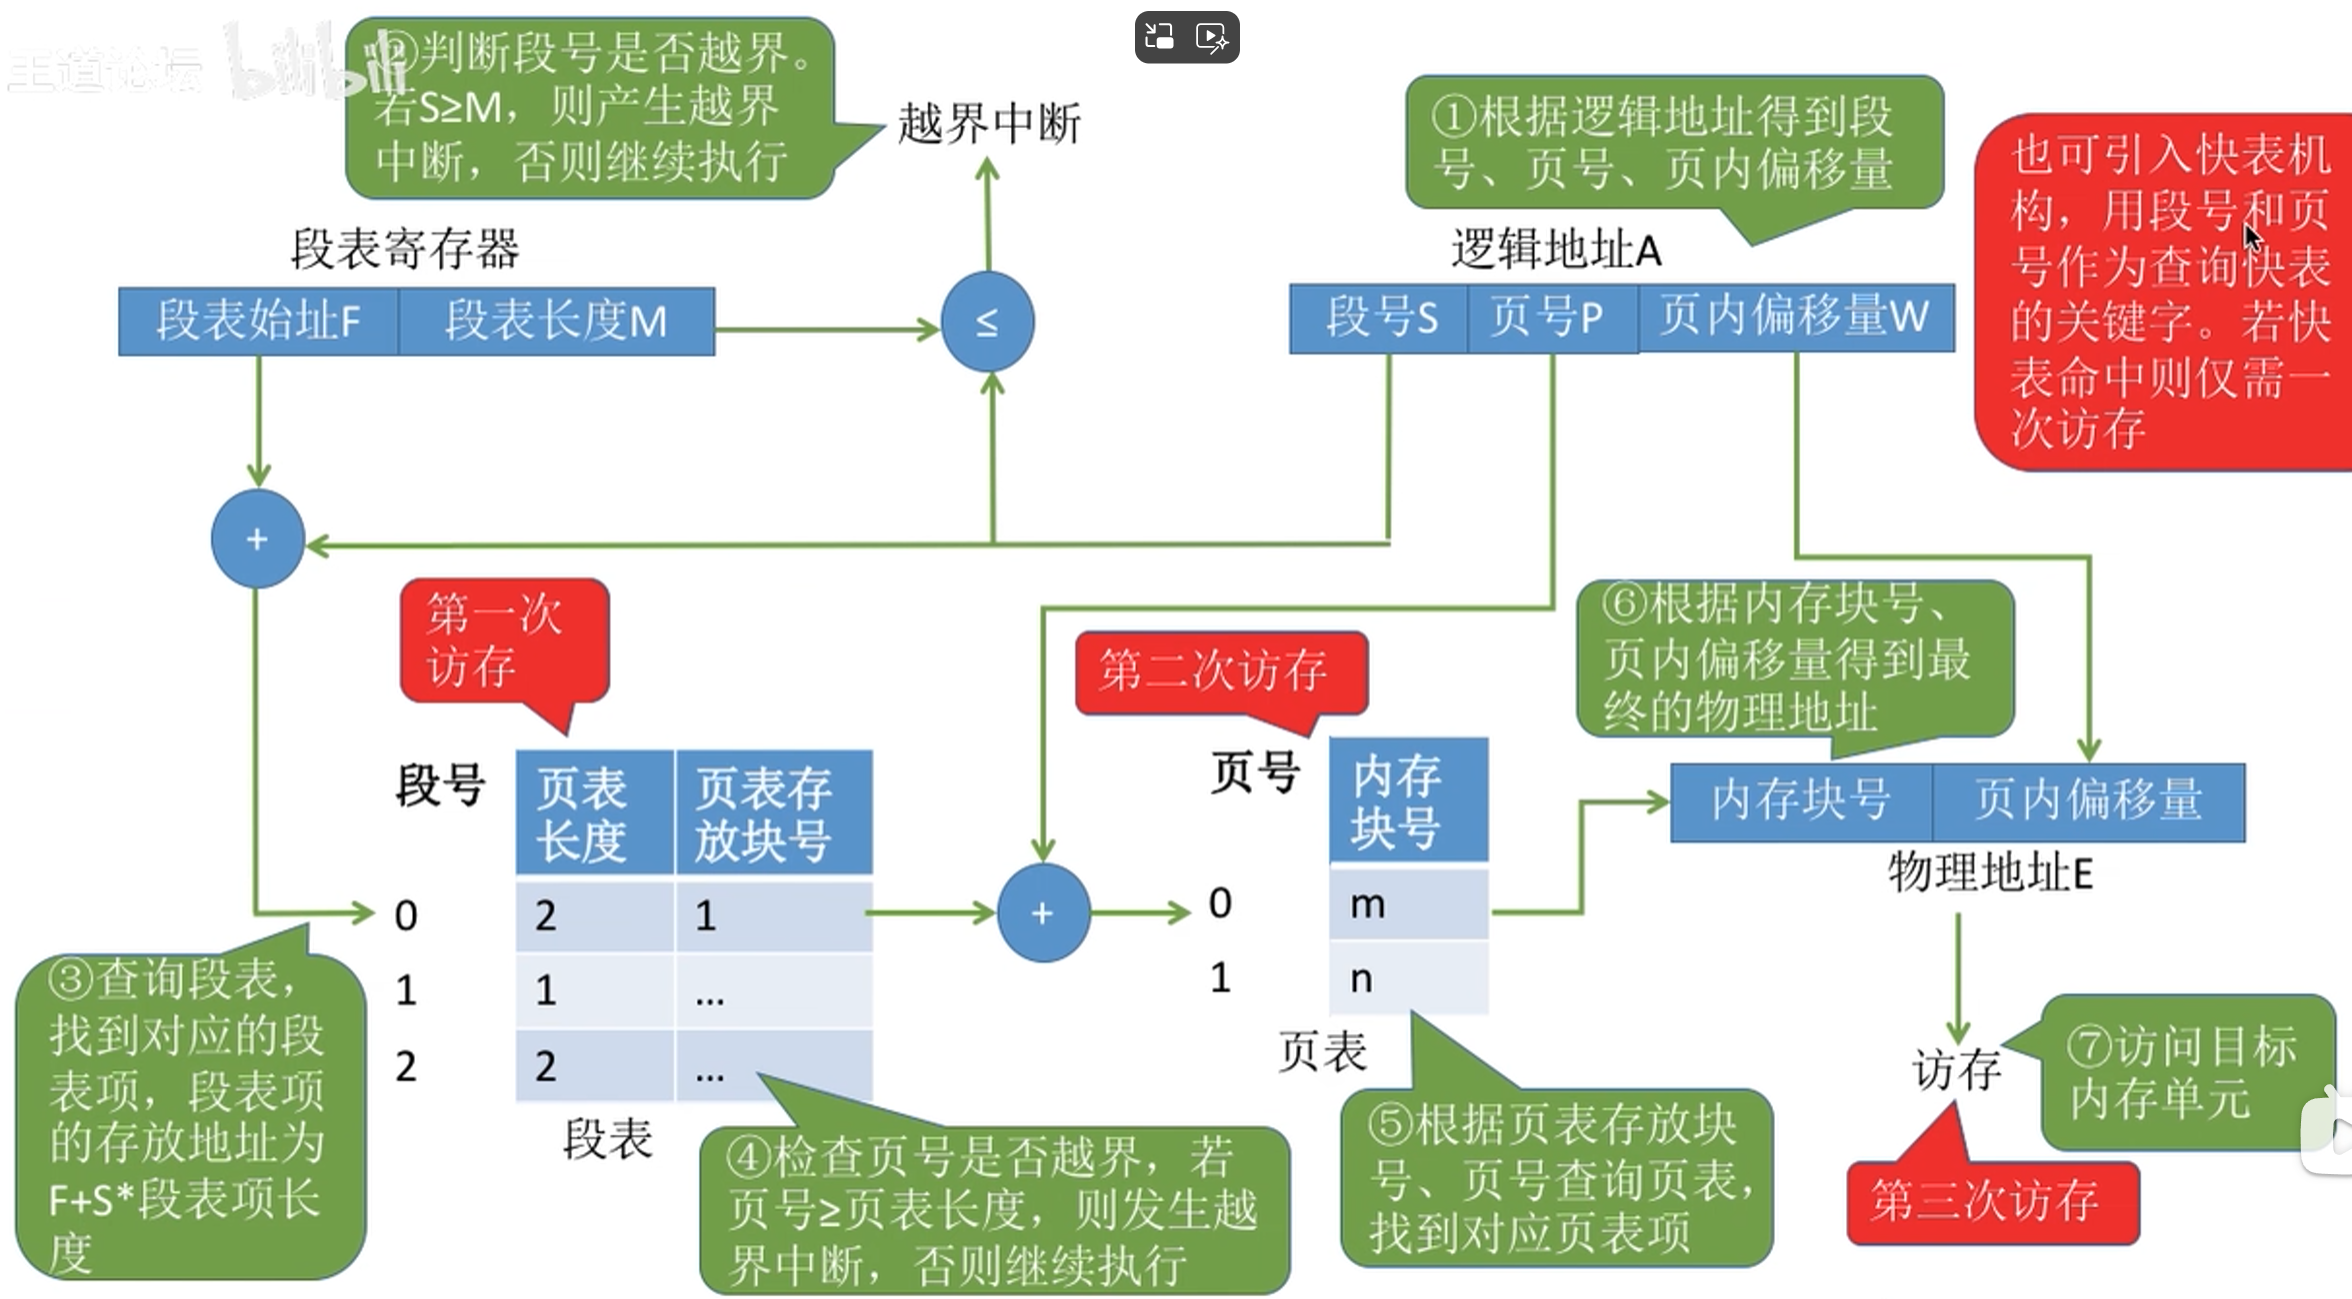 王道论坛 bilibili
②判断段号是否越界。
若S≥M，则产生越界
中断，否则继续执行
越界中断
①根据逻辑地址得到段
号、页号、页内偏移量
也可引入快表机
构，用段号和页
号作为查询快表
的关键字。若快
表命中则仅需一
次访存
段表寄存器
段表始址F 段表长度M
≤
逻辑地址A
段号S 页号P 页内偏移量W
+
第一次
访存
第二次访存
⑥根据内存块号、
页内偏移量得到最
终的物理地址
段号 页表长度 页表存放块号
0 2 1
1 1 ...
2 2 ...
段表
+
页号 内存块号
0 m
1 n
页表
内存块号 页内偏移量
物理地址E
③查询段表，
找到对应的段
表项，段表项
的存放地址为
F+S*段表项长
度
④检查页号是否越界，若
页号≥页表长度，则发生越
界中断，否则继续执行
⑤根据页表存放块
号、页号查询页表，
找到对应页表项
访存
⑦访问目标
内存单元
第三次访存